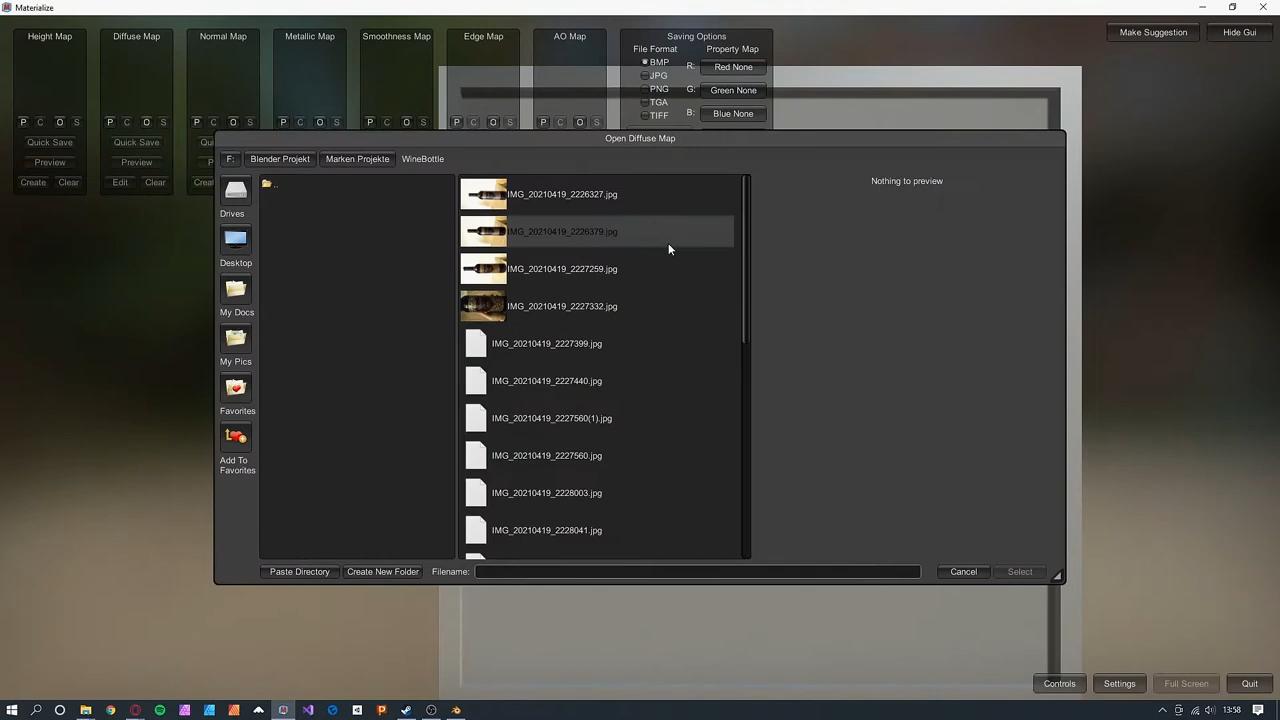 Materialize
Height Map
Diffuse Map
Normal Map
Metallic Map
Smoothness Map
Edge Map
AO Map
Saving Options
Make Suggestion
Hide Gui
File Format
Property Map
BMP
JPG
PNG
TGA
TIFF
R:
Red None
G:
Green None
B:
Blue None
P C O S
P C O S
P C O S
P C O S
P C O S
P C O S
P C O S
Quick Save
Quick Save
Preview
Preview
Create Clear
Edit Clear
Open Diffuse Map
F:
Blender Projekt
Marken Projekte
WineBottle
..
Drives
Desktop
My Docs
My Pics
Favorites
Add To
Favorites
IMG_20210419_2226327.jpg
IMG_20210419_2226379.jpg
IMG_20210419_2227259.jpg
IMG_20210419_2227332.jpg
IMG_20210419_2227399.jpg
IMG_20210419_2227440.jpg
IMG_20210419_2227560(1).jpg
IMG_20210419_2227560.jpg
IMG_20210419_2228003.jpg
IMG_20210419_2228041.jpg
Nothing to preview
Paste Directory
Create New Folder
Filename:
Cancel
Select
Controls
Settings
Full Screen
Quit
13:58